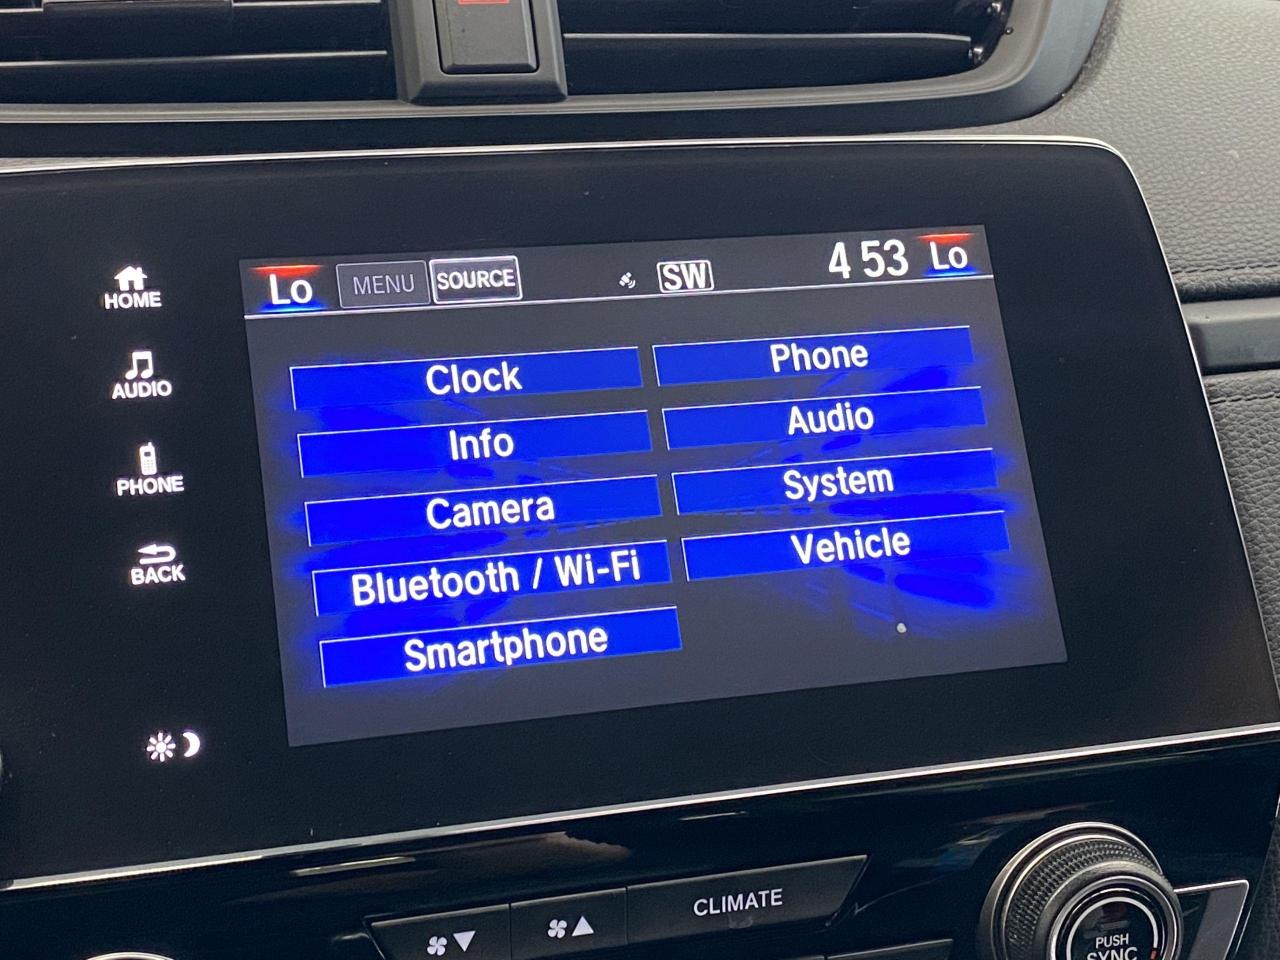 Lo MENU SOURCE SW 4 53 Lo
HOME
AUDIO
PHONE
BACK
Clock
Phone
Info
Audio
Camera
System
Bluetooth / Wi-Fi
Vehicle
Smartphone
CLIMATE
PUSH
SYNC